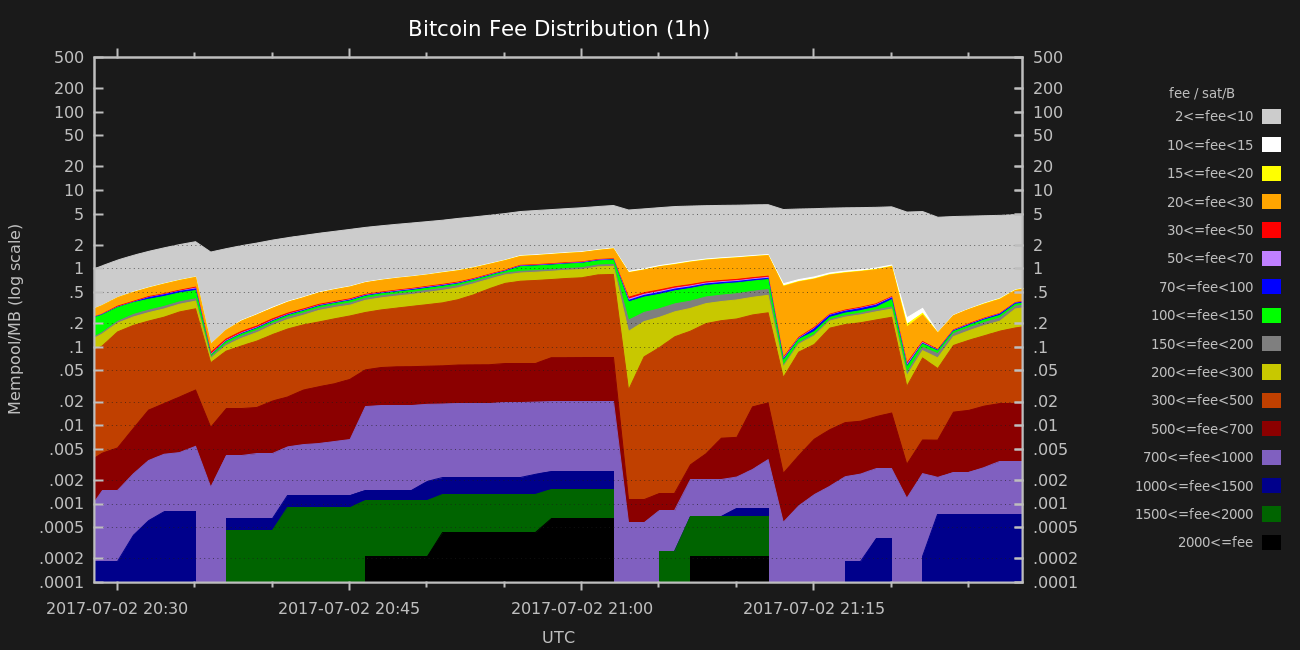 Bitcoin Fee Distribution (1h)
Mempool/MB (log scale)
500
200
100
50
20
10
5
2
1
.5
.2
.1
.05
.02
.01
.005
.002
.001
.0005
.0002
.0001
500
200
100
50
20
10
5
2
1
.5
.2
.1
.05
.02
.01
.005
.002
.001
.0005
.0002
.0001
2017-07-02 20:30
2017-07-02 20:45
2017-07-02 21:00
2017-07-02 21:15
UTC
fee / sat/B
2<=fee<10
10<=fee<15
15<=fee<20
20<=fee<30
30<=fee<50
50<=fee<70
70<=fee<100
100<=fee<150
150<=fee<200
200<=fee<300
300<=fee<500
500<=fee<700
700<=fee<1000
1000<=fee<1500
1500<=fee<2000
2000<=fee